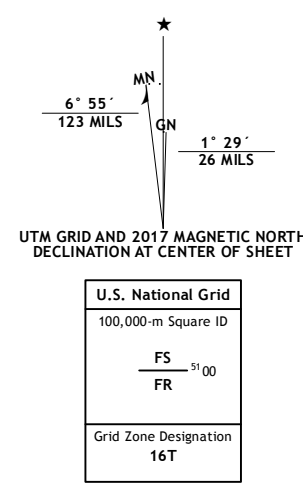 ★
MN
6° 55´
123 MILS
GN
1° 29´
26 MILS
UTM GRID AND 2017 MAGNETIC NORTH
DECLINATION AT CENTER OF SHEET
U.S. National Grid
100,000-m Square ID
FS
51 00
FR
Grid Zone Designation
16T